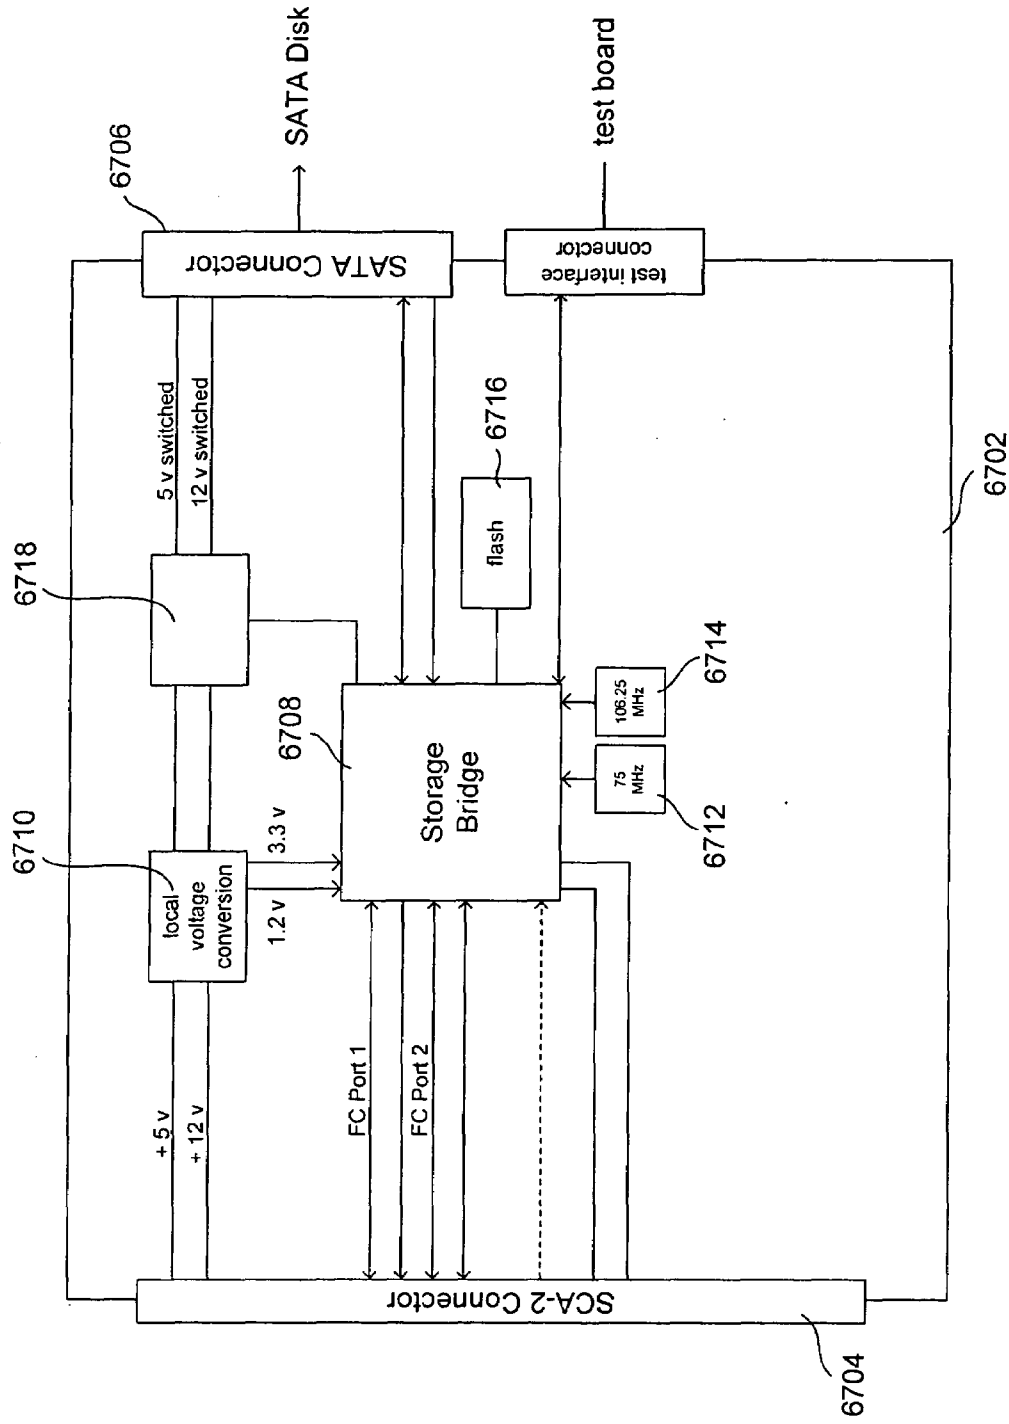 6710
6718
6706
+ 5 v
+ 12 v
local
voltage
conversion
5 v switched
12 v switched
SATA Connector
SATA Disk
1.2 v
3.3 v
6708
FC Port 1
FC Port 2
Storage
Bridge
flash
6716
test interface
connector
test board
75
MHz
106.25
MHz
6712
6714
SCA-2 Connector
6704
6702